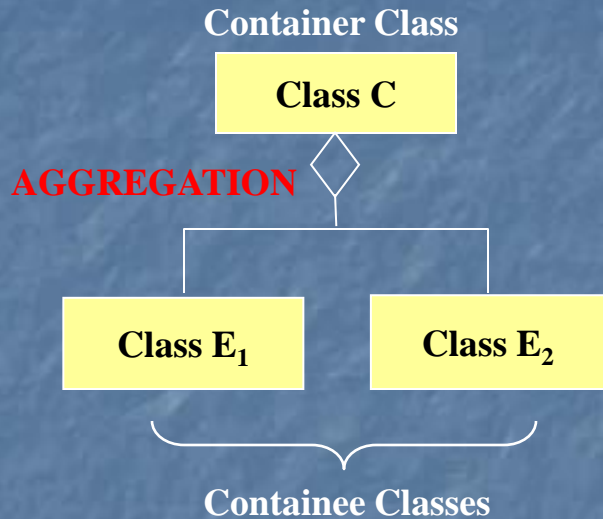 Container Class
Class C
AGGREGATION
Class E₁
Class E₂
Containee Classes